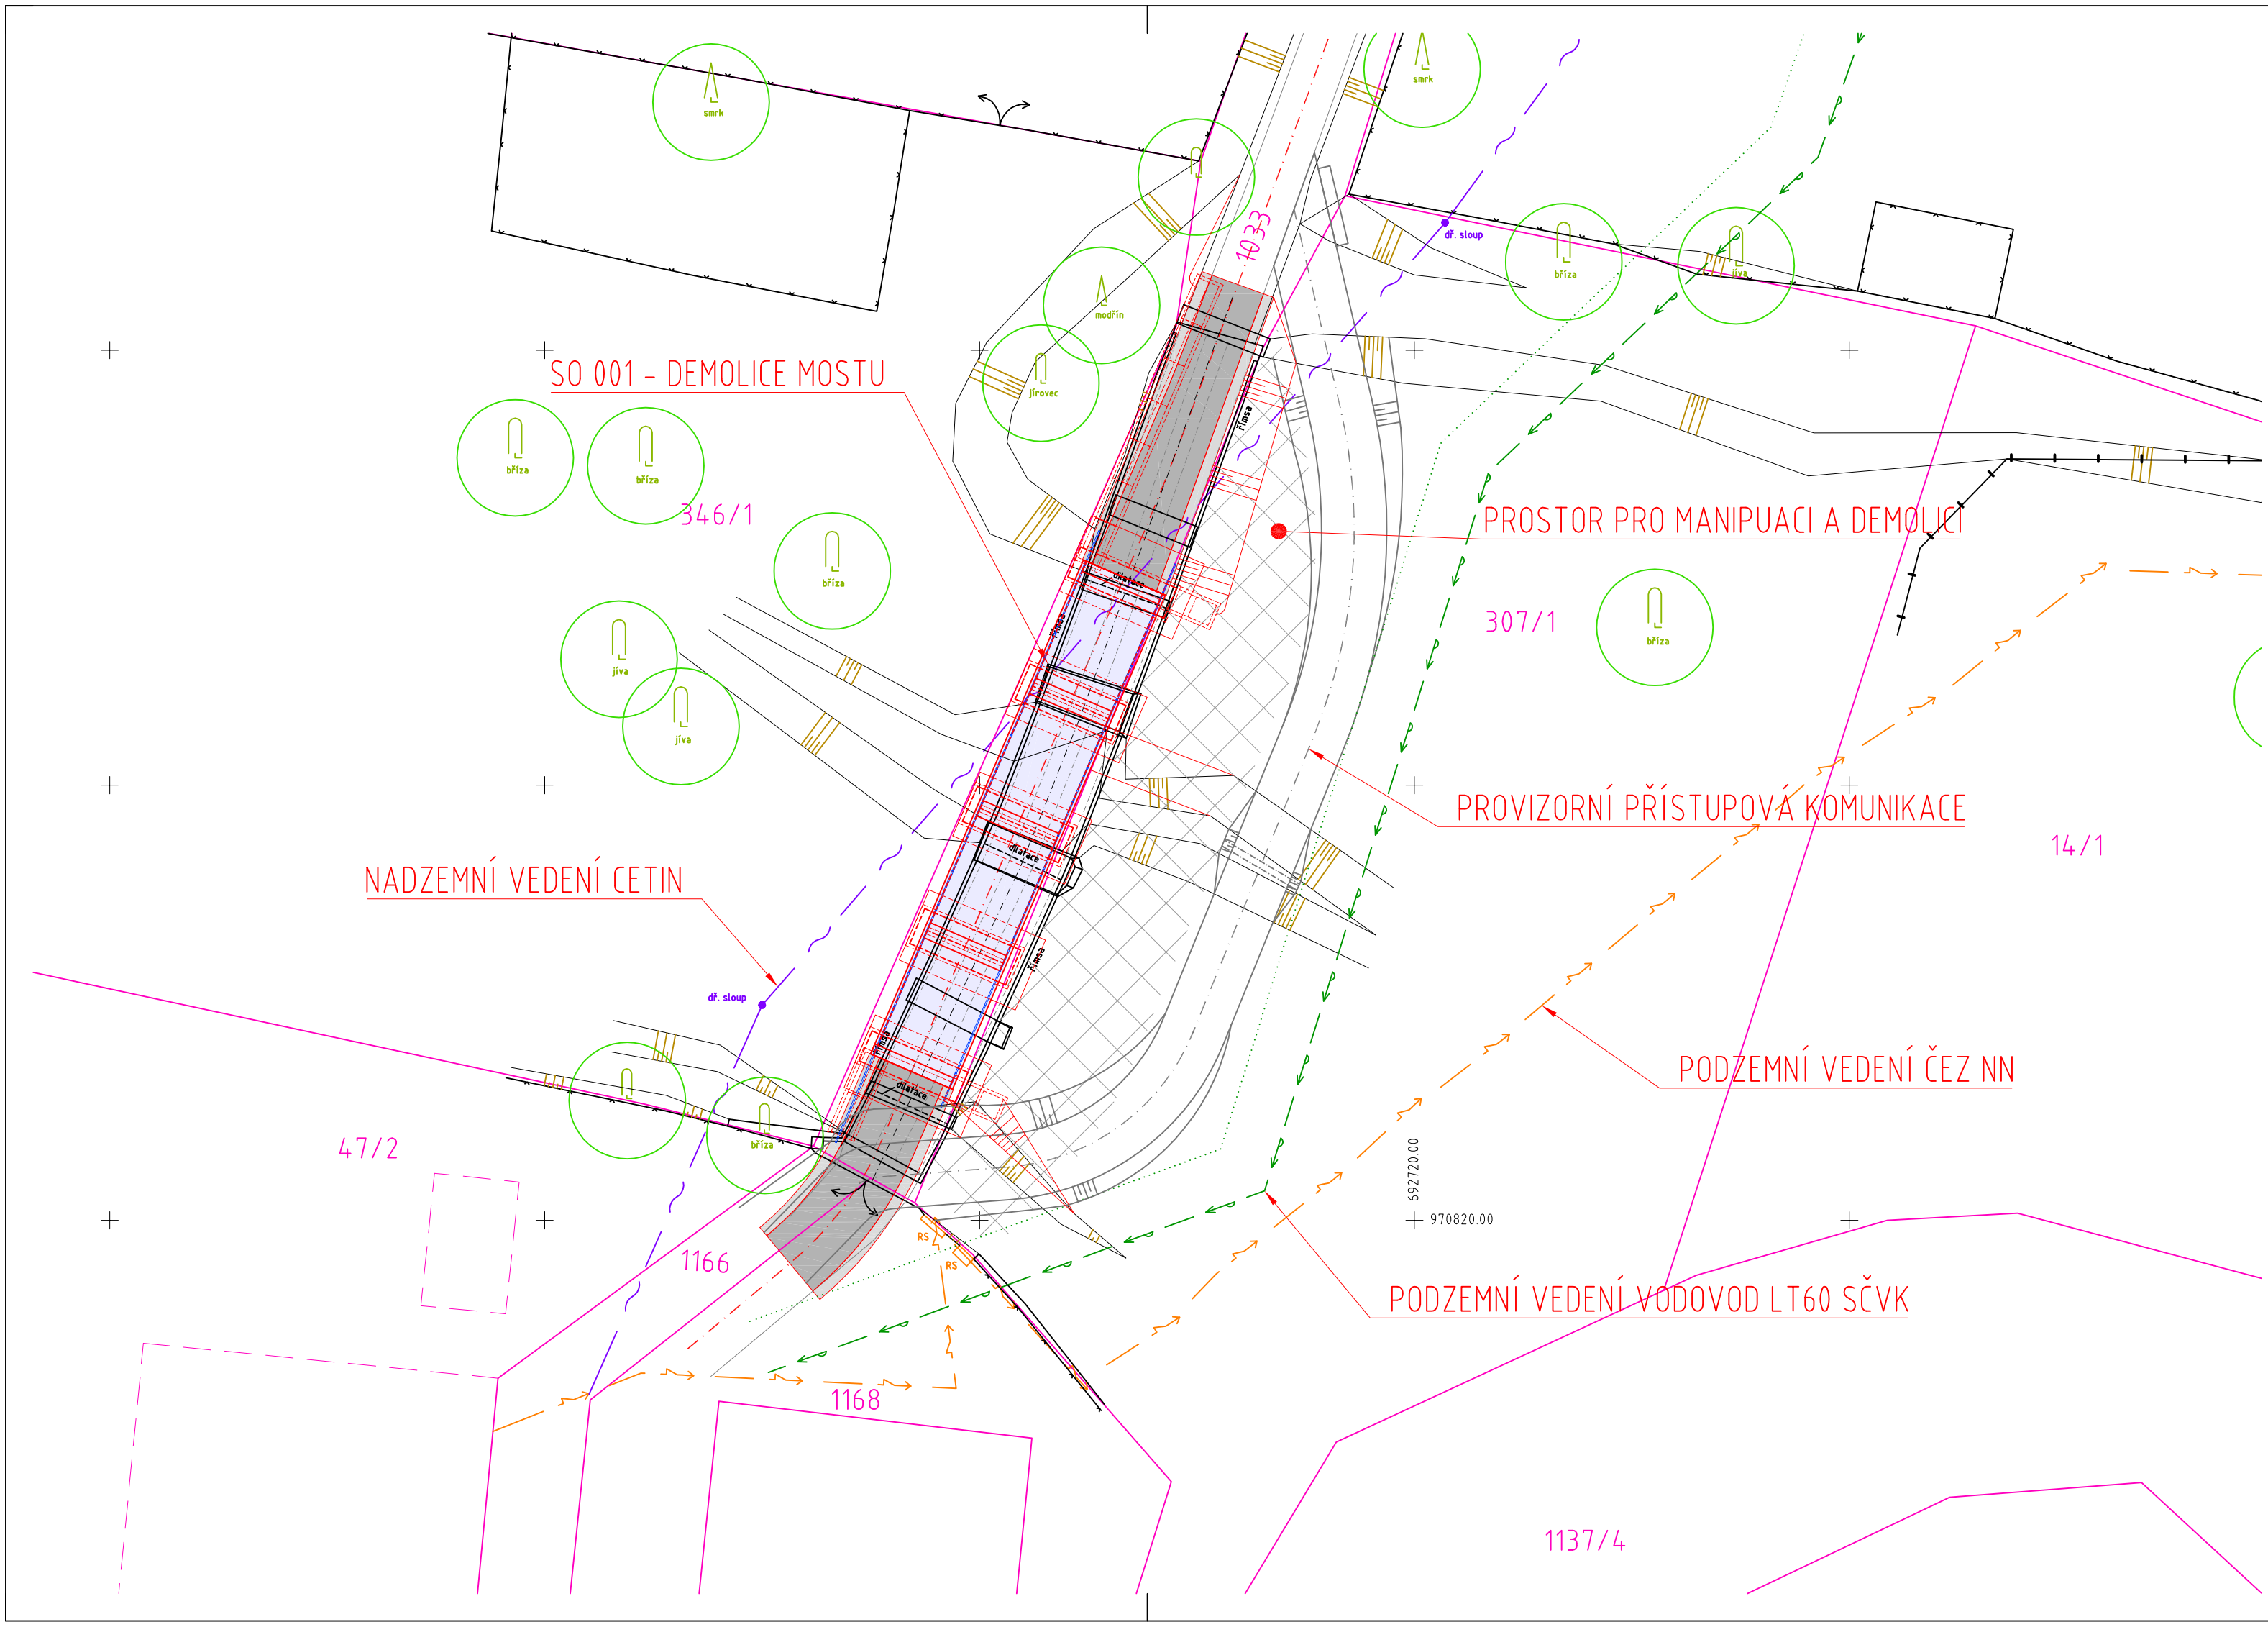 smrk
smrk
1033
dř. sloup
bříza
jíva
modřín
SO 001 - DEMOLICE MOSTU
jírovec
římsa
bříza
bříza
346/1
PROSTOR PRO MANIPUACI A DEMOLICI
bříza
dilatace
307/1
římsa
bříza
jíva
jíva
PROVIZORNÍ PŘÍSTUPOVÁ KOMUNIKACE
14/1
dilatace
NADZEMNÍ VEDENÍ CETIN
římsa
dř. sloup
římsa
PODZEMNÍ VEDENÍ ČEZ NN
dilatace
47/2
bříza
692720.00
970820.00
RS
1166
RS
PODZEMNÍ VEDENÍ VODOVOD LT60 SČVK
1168
1137/4